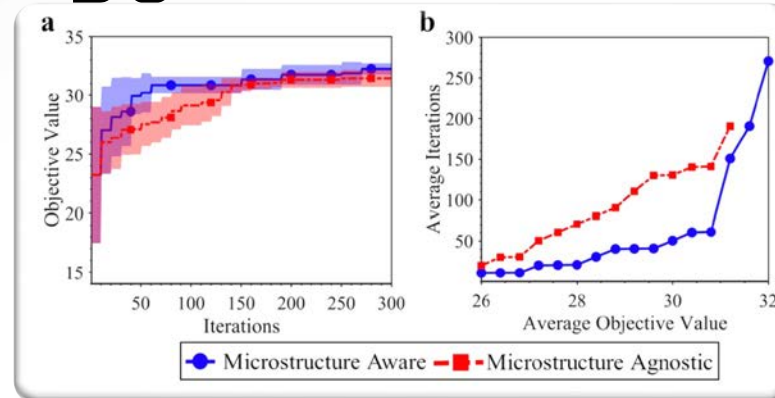 a
b
35
30
25
20
15
Objective Value
50 100 150 200 250 300
Iterations
300
250
200
150
100
50
Average Iterations
26 28 30 32
Average Objective Value
Microstructure Aware Microstructure Agnostic